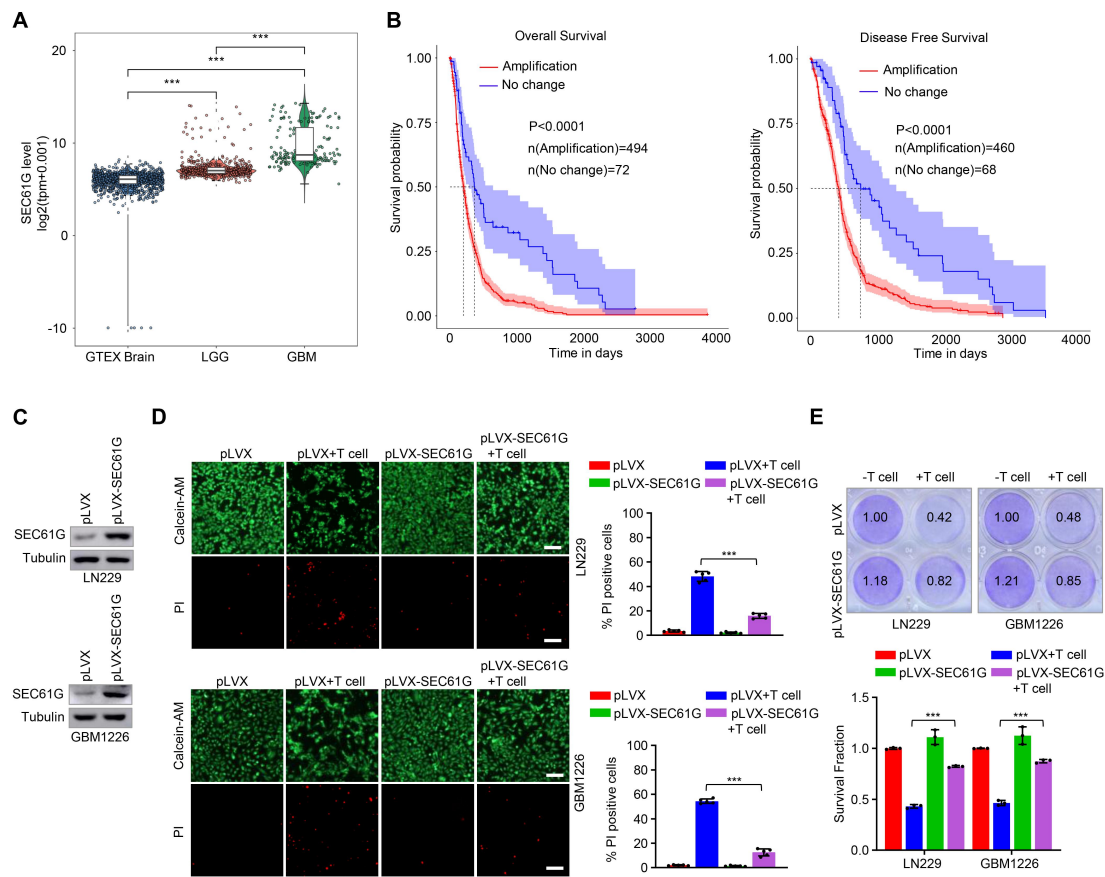 A
SEC61G level
log2(tpm+0.001)
20
10
0
-10
***
***
***
GTEX Brain
LGG
GBM
B
Overall Survival
Survival probability
1.00
0.75
0.50
0.25
0.00
Amplification
No change
P<0.0001
n(Amplification)=494
n(No change)=72
0
1000
2000
3000
4000
Time in days
Disease Free Survival
Survival probability
1.00
0.75
0.50
0.25
0.00
Amplification
No change
P<0.0001
n(Amplification)=460
n(No change)=68
0
1000
2000
3000
4000
Time in days
C
pLVX
pLVX-SEC61G
SEC61G
Tubulin
LN229
pLVX
pLVX-SEC61G
SEC61G
Tubulin
GBM1226
D
pLVX
pLVX+T cell
pLVX-SEC61G
pLVX-SEC61G
+T cell
Calcein-AM
PI
LN229
pLVX
pLVX+T cell
pLVX-SEC61G
pLVX-SEC61G
+T cell
% PI positive cells
100
80
60
40
20
0
***
pLVX
pLVX+T cell
pLVX-SEC61G
pLVX-SEC61G
+T cell
Calcein-AM
PI
GBM1226
pLVX
pLVX+T cell
pLVX-SEC61G
pLVX-SEC61G
+T cell
% PI positive cells
100
80
60
40
20
0
***
E
-T cell
+T cell
-T cell
+T cell
pLVX
1.00
0.42
1.00
0.48
pLVX-SEC61G
1.18
0.82
1.21
0.85
LN229
GBM1226
pLVX
pLVX+T cell
pLVX-SEC61G
pLVX-SEC61G
+T cell
Survival Fraction
1.5
1.0
0.5
0.0
***
***
LN229
GBM1226